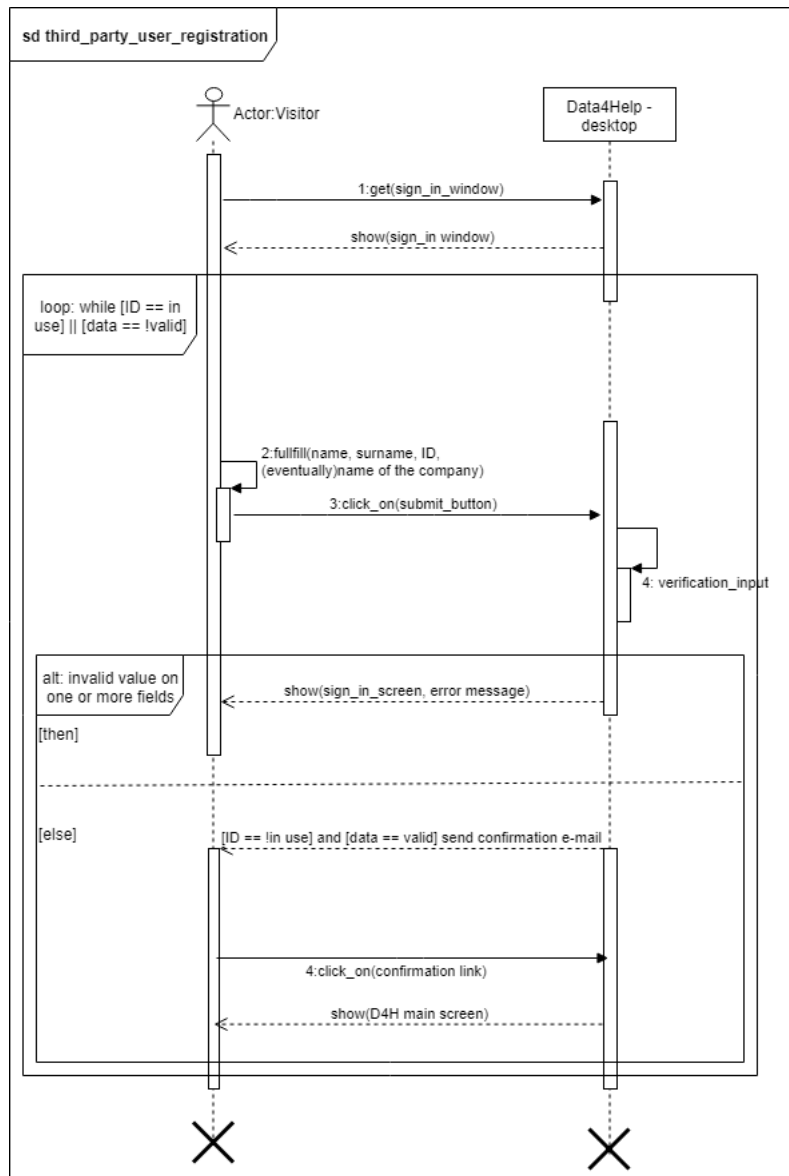 sd third_party_user_registration
Actor:Visitor
Data4Help -
desktop
1:get(sign_in_window)
show(sign_in window)
loop: while [ID == in
use] || [data == !valid]
2:fullfill(name, surname, ID,
(eventually)name of the company)
3:click_on(submit_button)
4: verification_input
alt: invalid value on
one or more fields
show(sign_in_screen, error message)
[then]
[else]
[ID == !in use] and [data == valid] send confirmation e-mail
4:click_on(confirmation link)
show(D4H main screen)